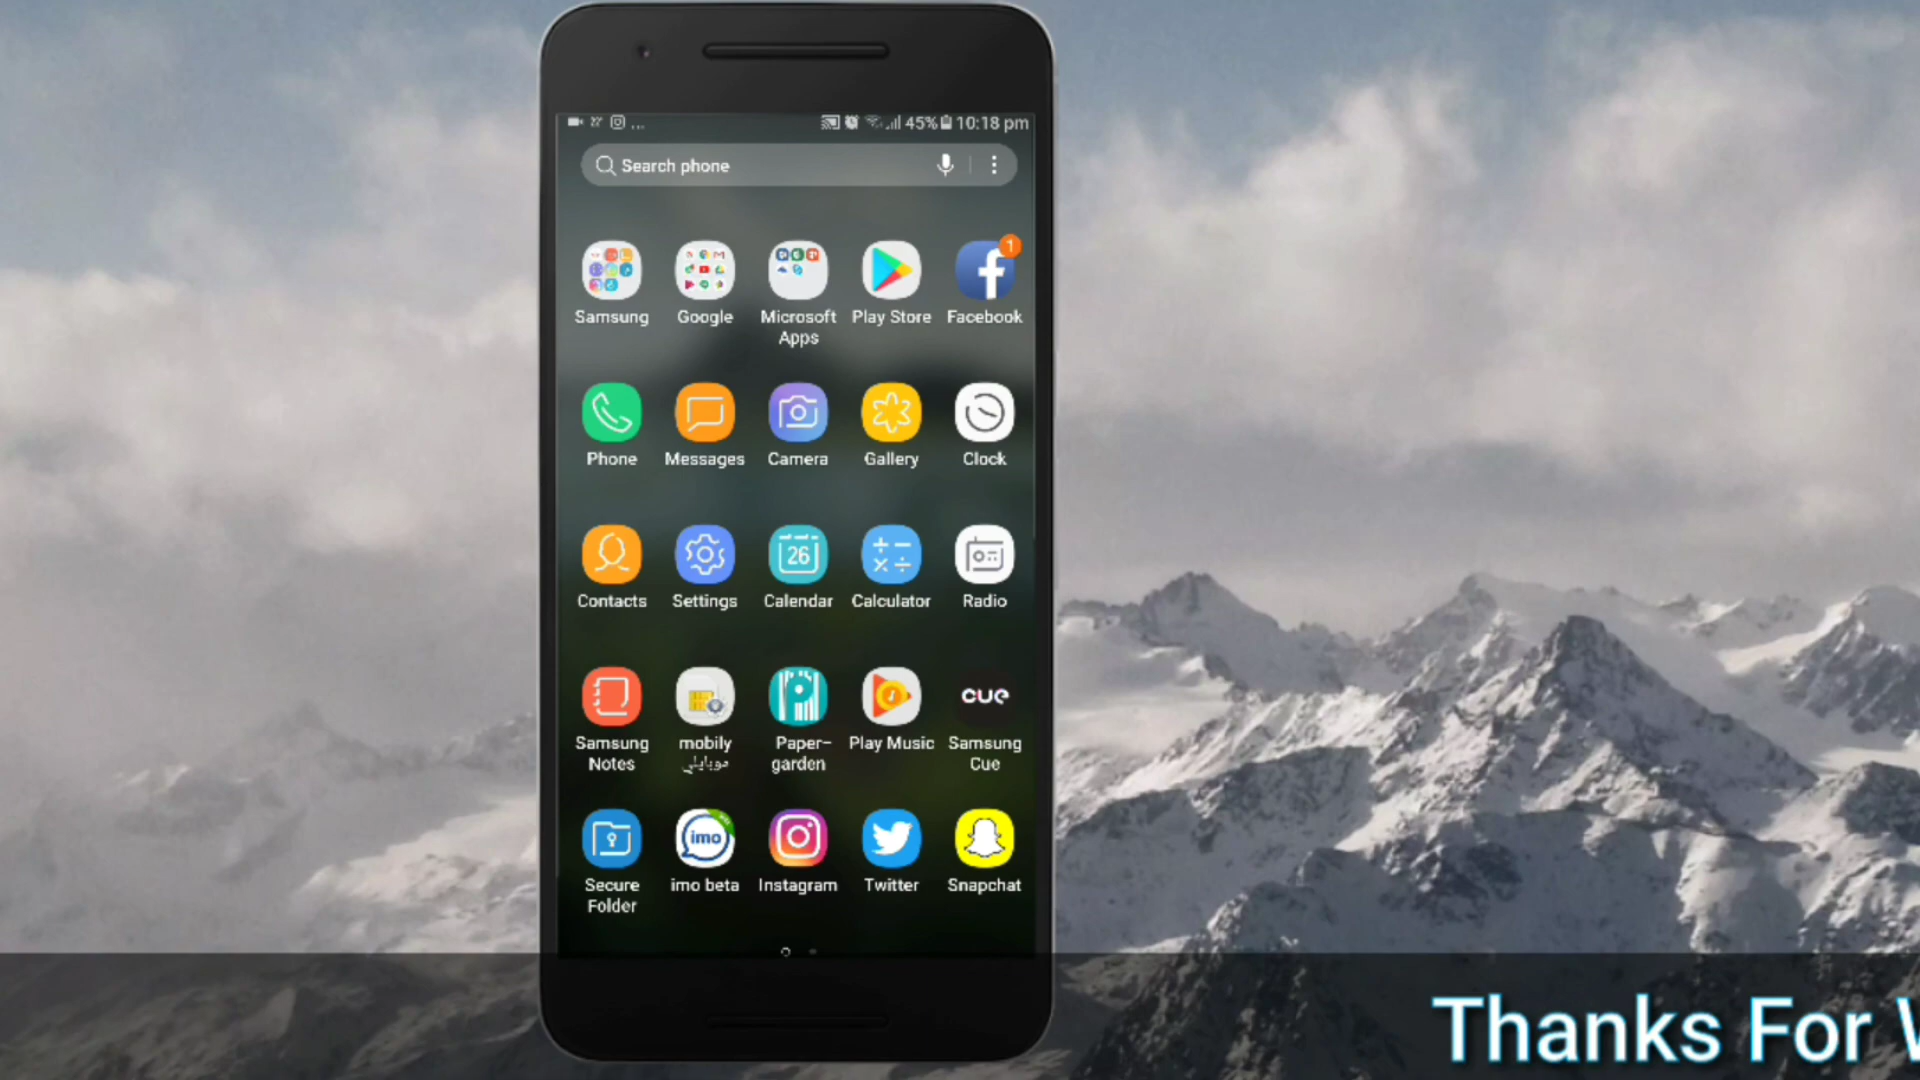 45% 10:18 pm
Search phone
1
Samsung Google Microsoft Apps Play Store Facebook
Phone Messages Camera Gallery Clock
26
Contacts Settings Calendar Calculator Radio
cue
Samsung Notes mobily موبايلي Paper-garden Play Music Samsung Cue
imo
Secure Folder imo beta Instagram Twitter Snapchat
Thanks For